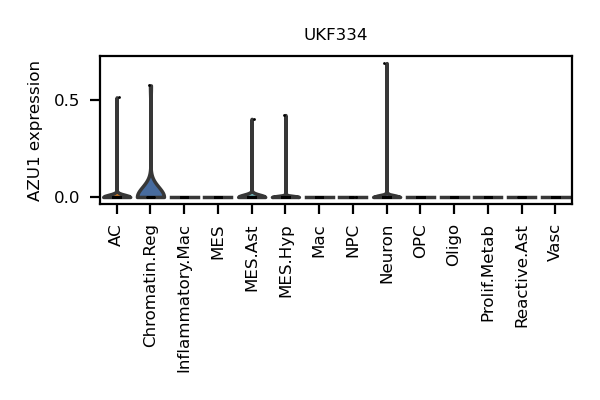 UKF334
AZU1 expression
0.5
0.0
AC
Chromatin.Reg
Inflammatory.Mac
MES
MES.Ast
MES.Hyp
Mac
NPC
Neuron
OPC
Oligo
Prolif.Metab
Reactive.Ast
Vasc